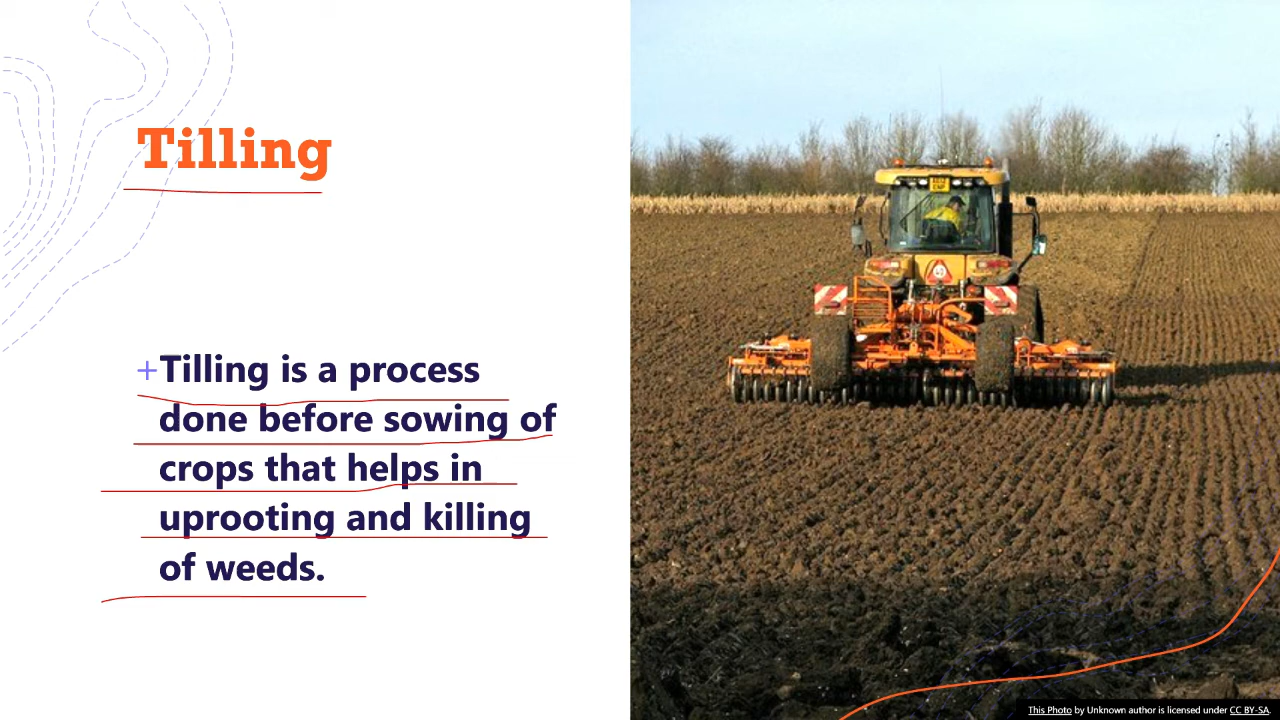 Tilling
+Tilling is a process
done before sowing of
crops that helps in
uprooting and killing
of weeds.
This Photo by Unknown author is licensed under CC BY-SA.